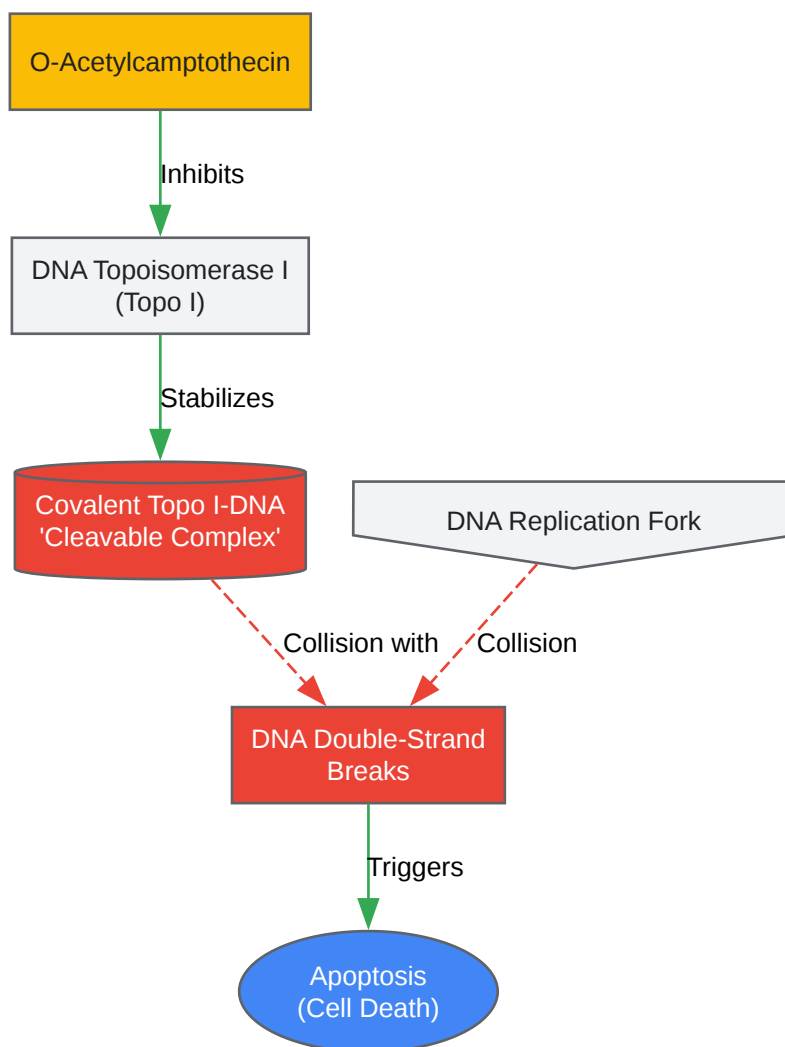 O-Acetylcamptothecin
Inhibits
DNA Topoisomerase I
(Topo I)
Stabilizes
Covalent Topo I-DNA
'Cleavable Complex'
DNA Replication Fork
Collision with
Collision
DNA Double-Strand
Breaks
Triggers
Apoptosis
(Cell Death)